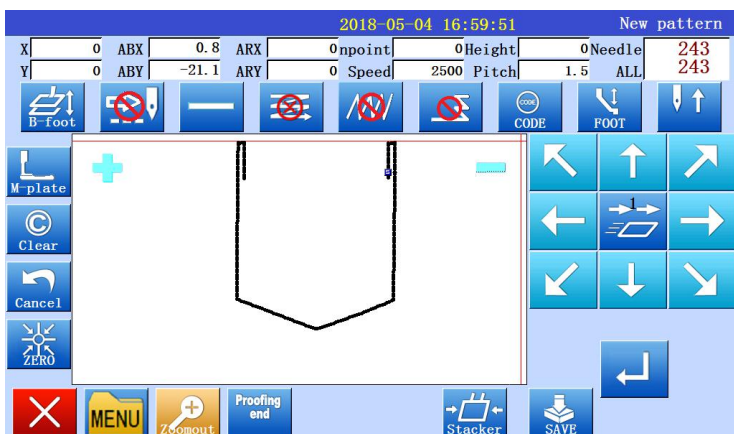 2018-05-04 16:59:51 New pattern
X 0 ABX 0.8 ARX 0 npoint 0 Height 0 Needle 243
Y 0 ABY -21.1 ARY 0 Speed 2500 Pitch 1.5 ALL 243
B-foot CODE CODE FOOT
M-plate
1
Clear
Cancel
ZERO
MENU Zoomout Proofing end Stacker SAVE